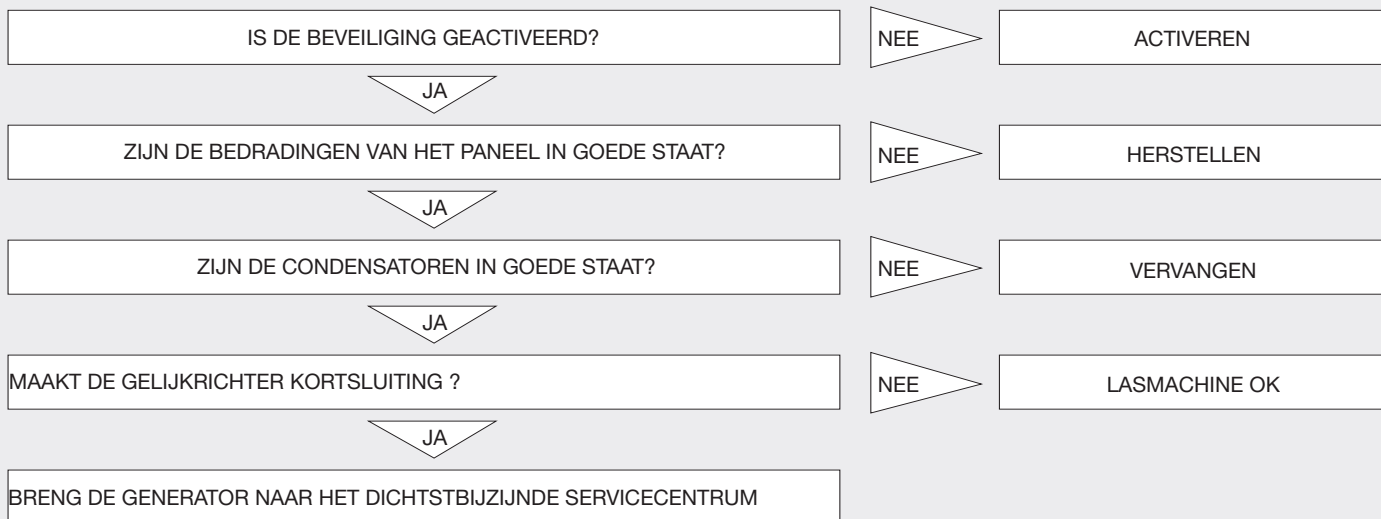 IS DE BEVEILIGING GEACTIVEERD?
NEE
ACTIVEREN
JA
ZIJN DE BEDRADINGEN VAN HET PANEEL IN GOEDE STAAT?
NEE
HERSTELLEN
JA
ZIJN DE CONDENSATOREN IN GOEDE STAAT?
NEE
VERVANGEN
JA
MAAKT DE GELIJKRICHTER KORTSLUITING ?
NEE
LASMACHINE OK
JA
BRENG DE GENERATOR NAAR HET DICHTSTBIJZIJNDE SERVICECENTRUM